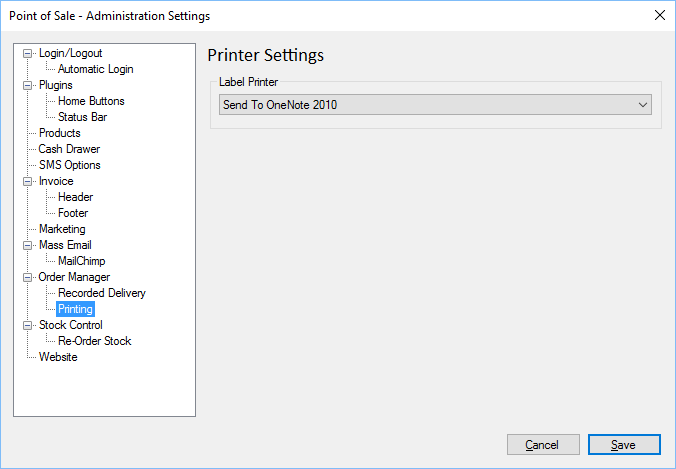 Point of Sale - Administration Settings
Login/Logout
Automatic Login
Plugins
Home Buttons
Status Bar
Products
Cash Drawer
SMS Options
Invoice
Header
Footer
Marketing
Mass Email
MailChimp
Order Manager
Recorded Delivery
Printing
Stock Control
Re-Order Stock
Website
Printer Settings
Label Printer
Send To OneNote 2010
Cancel
Save